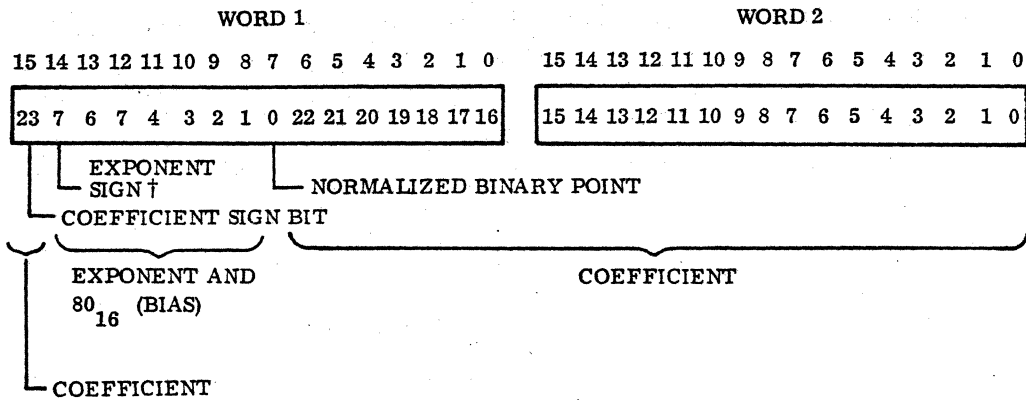 WORD 1 WORD 2
15 14 13 12 11 10 9 8 7 6 5 4 3 2 1 0 15 14 13 12 11 10 9 8 7 6 5 4 3 2 1 0
23 7 6 7 4 3 2 1 0 22 21 20 19 18 17 16 15 14 13 12 11 10 9 8 7 6 5 4 3 2 1 0
EXPONENT
SIGN † NORMALIZED BINARY POINT
COEFFICIENT SIGN BIT
EXPONENT AND COEFFICIENT
80₁₆ (BIAS)
COEFFICIENT